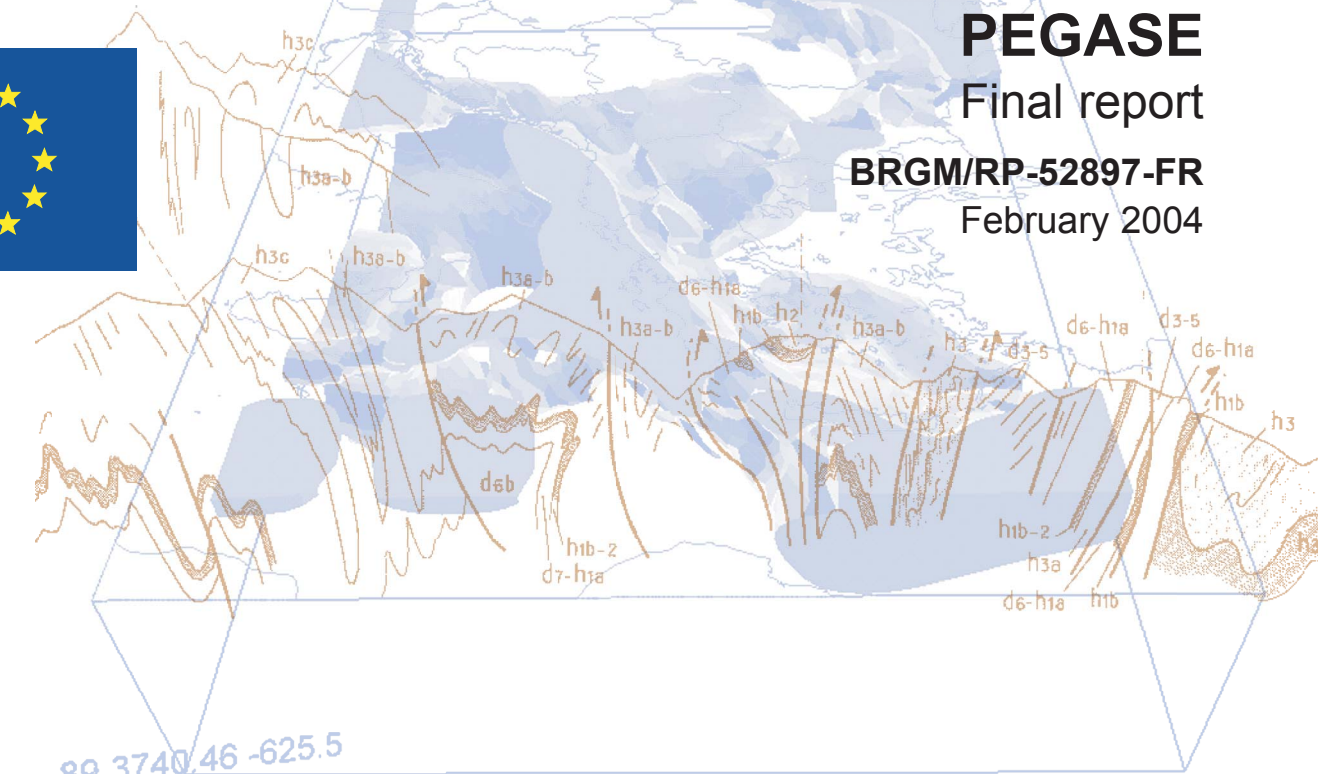 PEGASE
Final report
BRGM/RP-52897-FR
February 2004
h3c
h3a-b
h3c
h3a-b
h3a-b
h3a-b
d6-h1a
h1b
h2
h3a-b
h3
d3-5
d6-h1a
d3-5
d6-h1a
h1b
h3
d6b
h1b-2
d7-h1a
h1b-2
h3a
d6-h1a
h1b
89 3740.46 -625.5